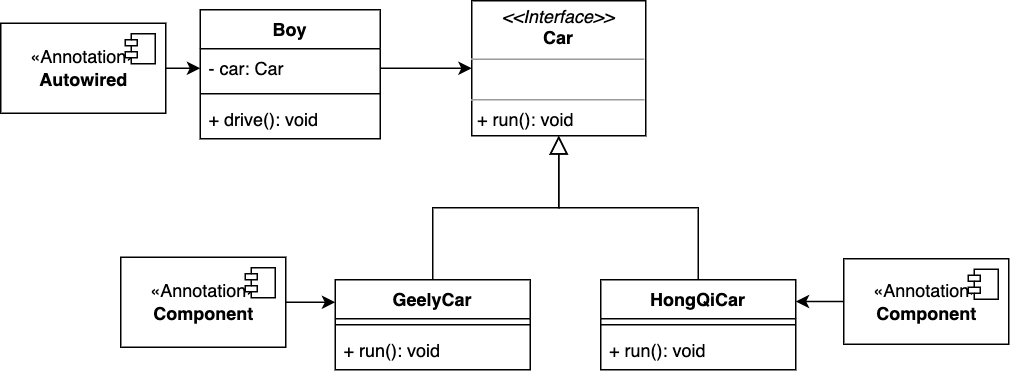 «Annotation»
Autowired
Boy
- car: Car
+ drive(): void
<<Interface>>
Car
+ run(): void
«Annotation»
Component
GeelyCar
+ run(): void
HongQiCar
+ run(): void
«Annotation»
Component